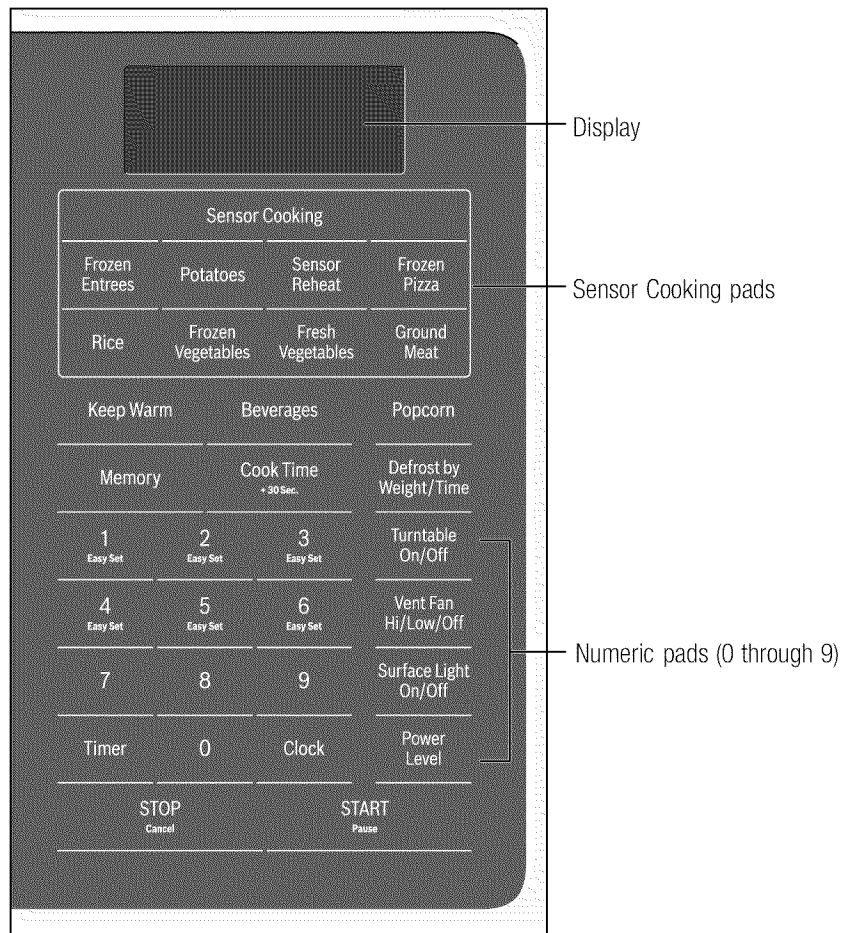 Display
Sensor Cooking
Frozen
Entrees
Potatoes
Sensor
Reheat
Frozen
Pizza
Sensor Cooking pads
Rice
Frozen
Vegetables
Fresh
Vegetables
Ground
Meat
Keep Warm
Beverages
Popcorn
Memory
Cook Time
+ 30 Sec.
Defrost by
Weight/Time
1
Easy Set
2
Easy Set
3
Easy Set
Turntable
On/Off
4
Easy Set
5
Easy Set
6
Easy Set
Vent Fan
Hi/Low/Off
Numeric pads (0 through 9)
7
8
9
Surface Light
On/Off
Timer
0
Clock
Power
Level
STOP
Cancel
START
Pause